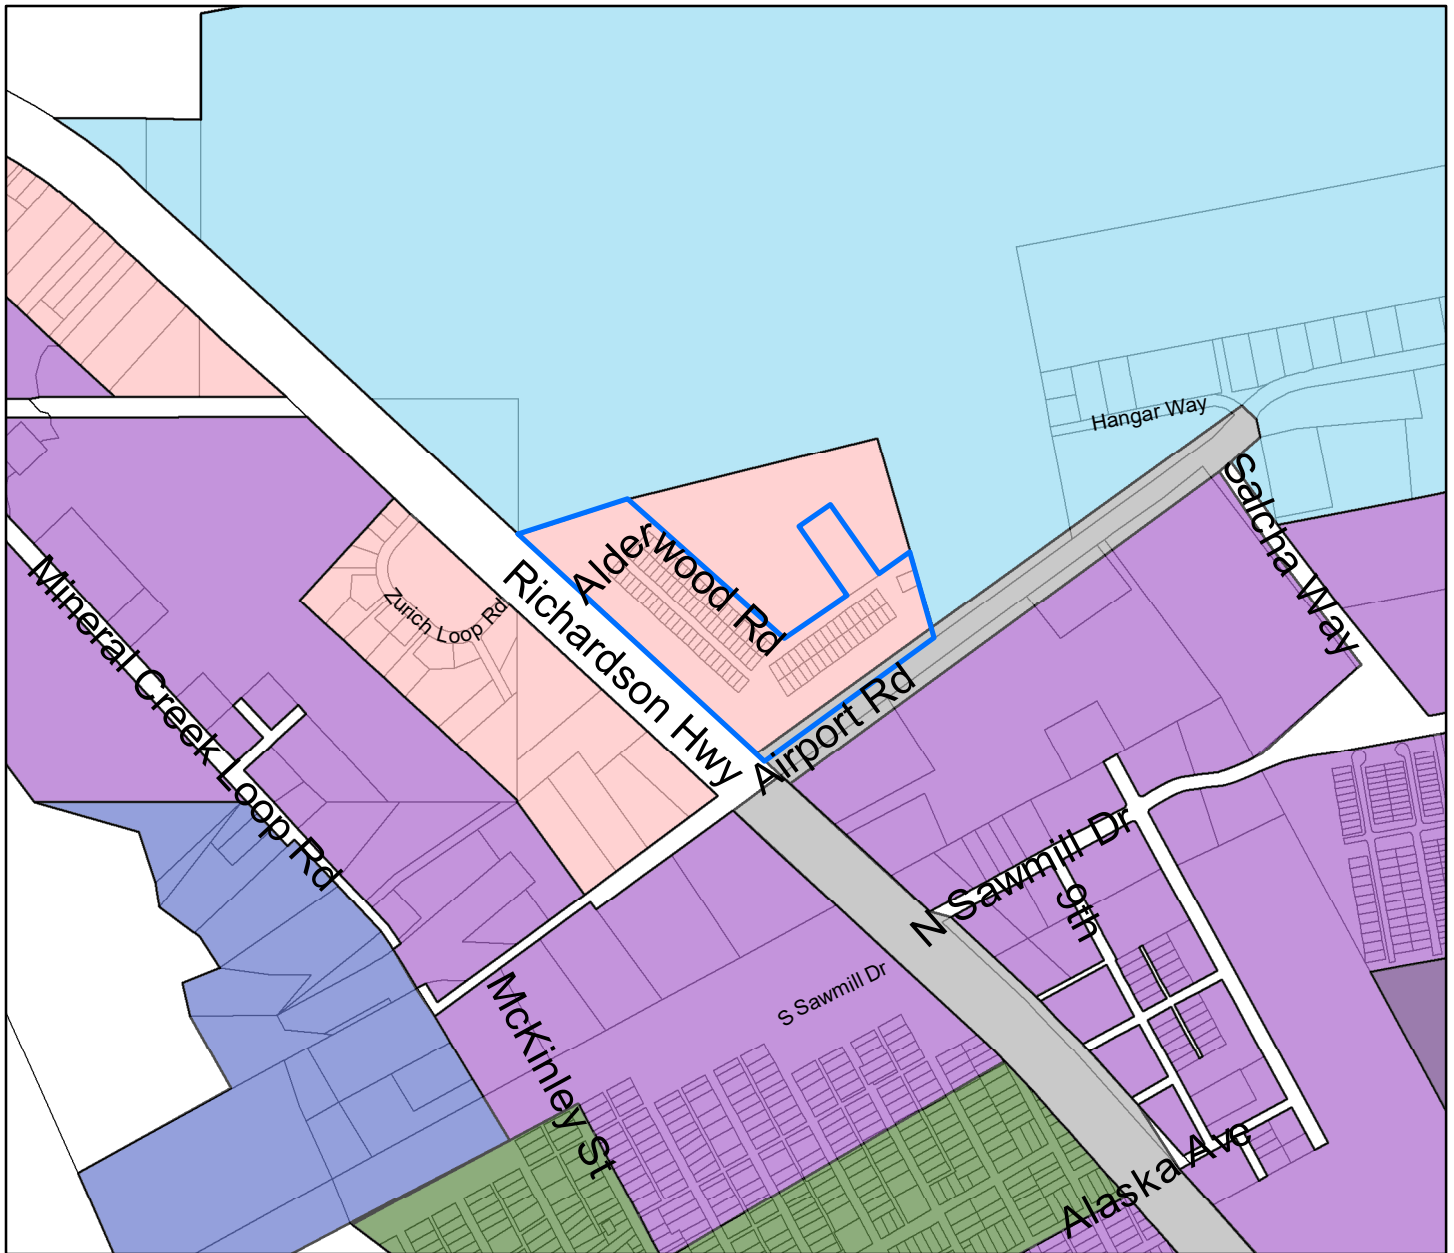 Hangar Way
Salcha Way
Alderwood Rd
Zurich Loop Rd
Richardson Hwy
Mineral Creek Loop Rd
Airport Rd
N Sawmill Dr
9th
S Sawmill Dr
McKinley St
Alaska Ave